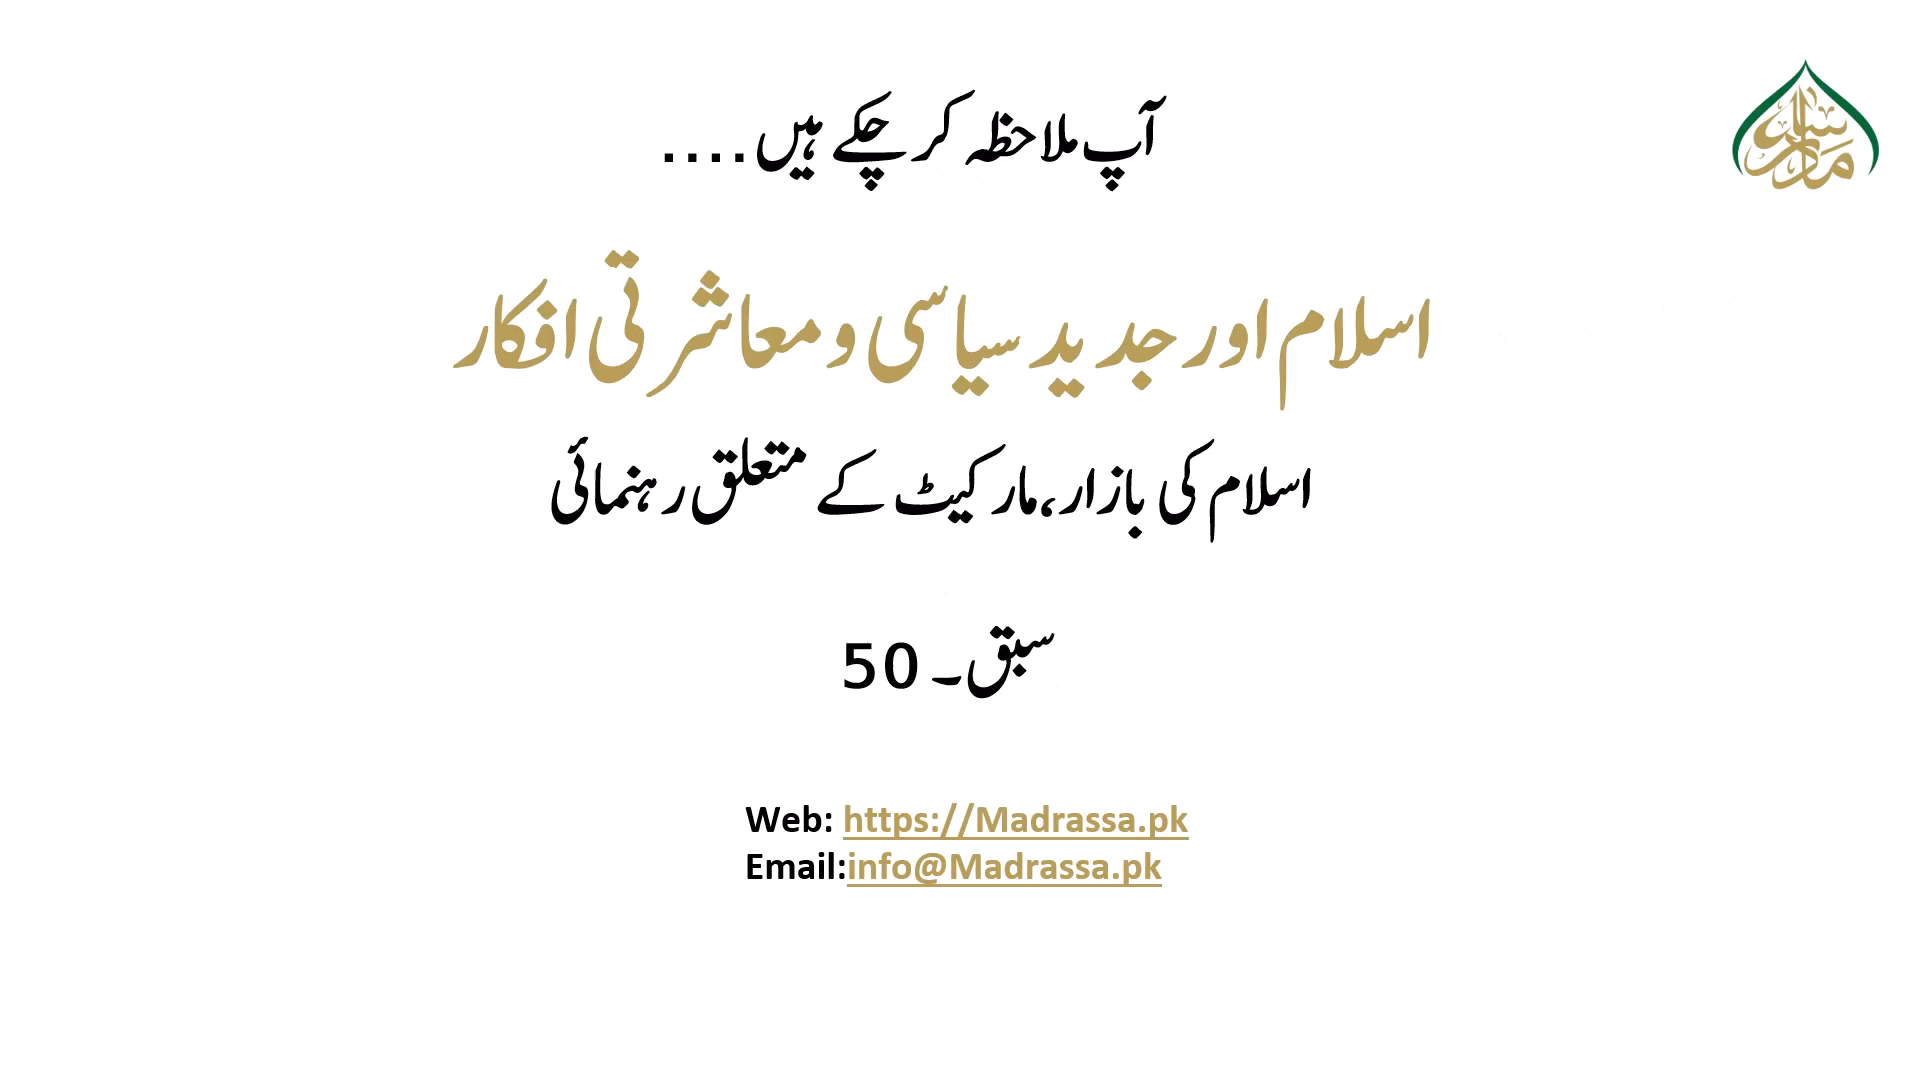 آپ ملاحظہ کر چکے ہیں....
اسلام اور جدید سیاسی و معاشرتی افکار
اسلام کی بازار،مارکیٹ کے متعلق رہنمائی
سبق۔ 50
Web: https://Madrassa.pk
Email:info@Madrassa.pk